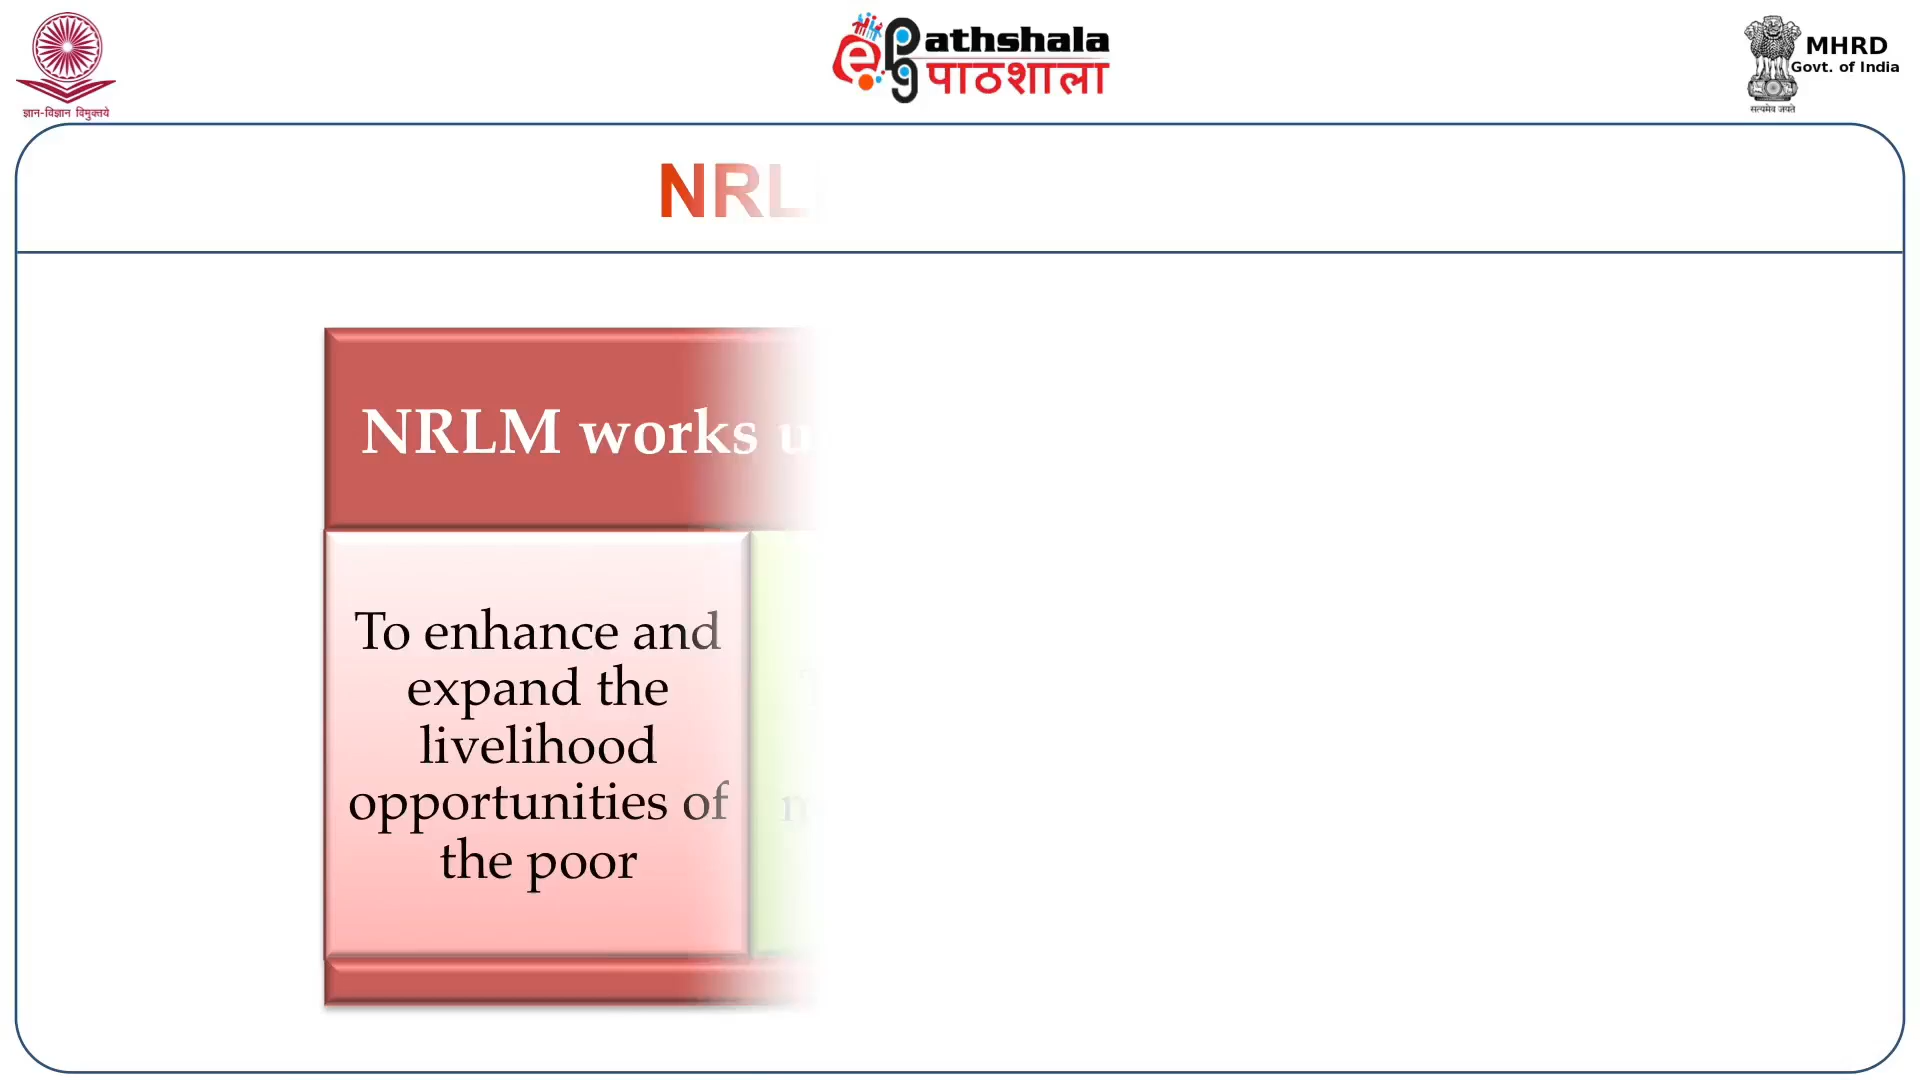 ज्ञान-विज्ञान विमुक्तये
ePathshala
पाठशाला
MHRD
Govt. of India
सत्यमेव जयते
NRL
NRLM works
To enhance and
expand the
livelihood
opportunities of
the poor